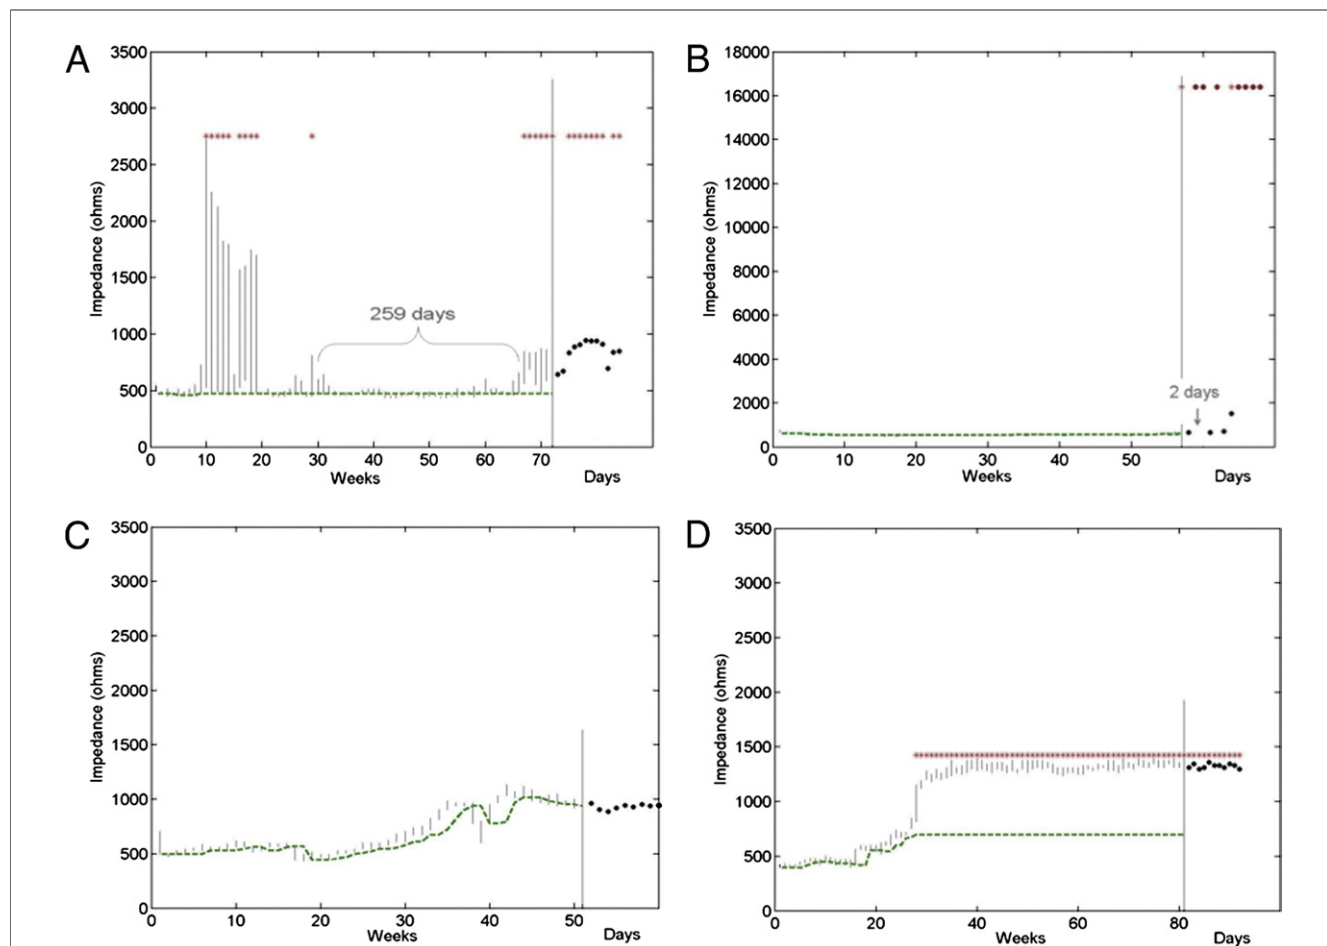 A
B
3500
3000
2500
2000
1500
1000
500
0
Impedance (ohms)
259 days
0 10 20 30 40 50 60 70
Weeks Days
18000
16000
14000
12000
10000
8000
6000
4000
2000
0
Impedance (ohms)
2 days
0 10 20 30 40 50
Weeks Days
C
D
3500
3000
2500
2000
1500
1000
500
0
Impedance (ohms)
0 10 20 30 40 50
Weeks Days
3500
3000
2500
2000
1500
1000
500
0
Impedance (ohms)
0 20 40 60 80
Weeks Days